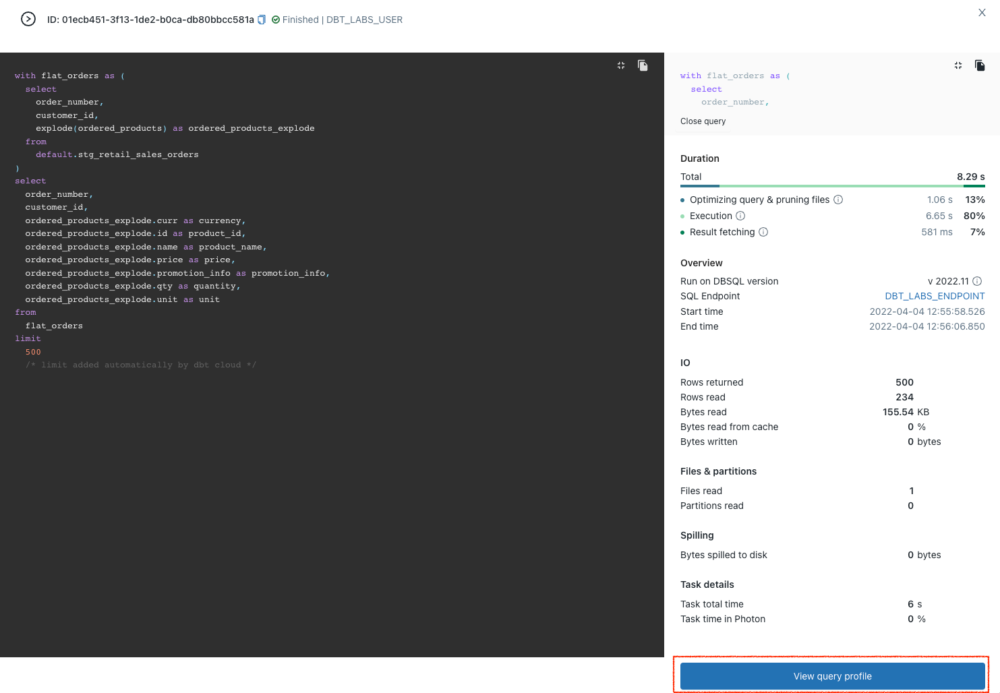 ID: 01ecb451-3f13-1de2-b0ca-db80bbcc581a Finished | DBT_LABS_USER
X
with flat_orders as (
  select
    order_number,
    customer_id,
    explode(ordered_products) as ordered_products_explode
  from
    default.stg_retail_sales_orders
)
select
  order_number,
  customer_id,
  ordered_products_explode.curr as currency,
  ordered_products_explode.id as product_id,
  ordered_products_explode.name as product_name,
  ordered_products_explode.price as price,
  ordered_products_explode.promotion_info as promotion_info,
  ordered_products_explode.qty as quantity,
  ordered_products_explode.unit as unit
from
  flat_orders
limit
  500
  /* limit added automatically by dbt cloud */
with flat_orders as (
  select
    order_number,
Close query
Duration
Total 8.29 s
Optimizing query & pruning files 1.06 s 13%
Execution 6.65 s 80%
Result fetching 581 ms 7%
Overview
Run on DBSQL version v 2022.11
SQL Endpoint DBT_LABS_ENDPOINT
Start time 2022-04-04 12:55:58.526
End time 2022-04-04 12:56:06.850
IO
Rows returned 500
Rows read 234
Bytes read 155.54 KB
Bytes read from cache 0 %
Bytes written 0 bytes
Files & partitions
Files read 1
Partitions read 0
Spilling
Bytes spilled to disk 0 bytes
Task details
Task total time 6 s
Task time in Photon 0 %
View query profile